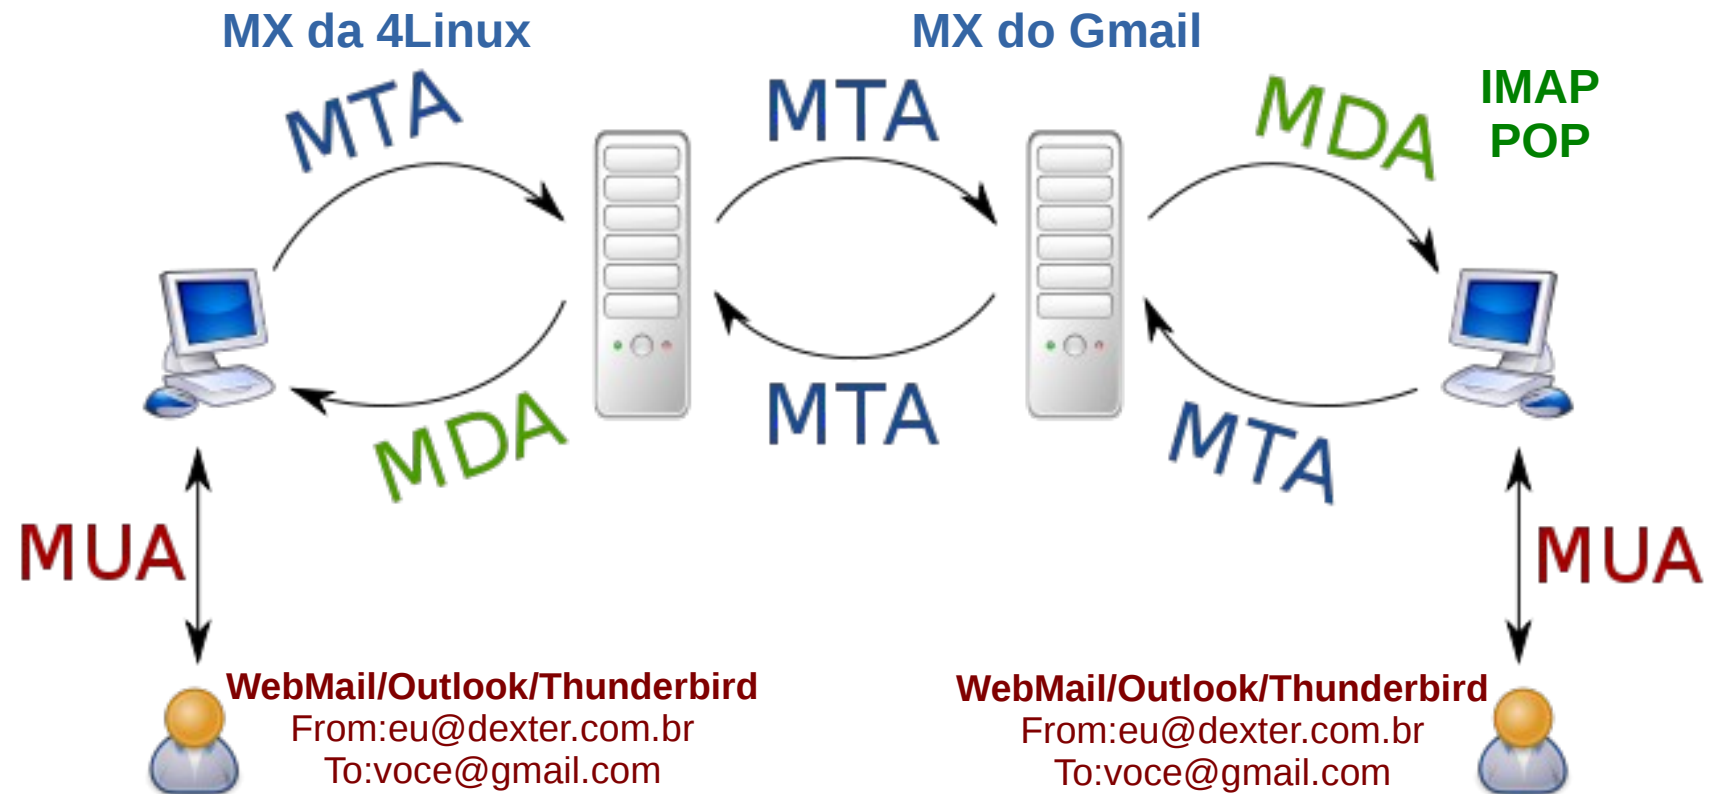 MX da 4Linux
MX do Gmail
MTA
MTA
MDA
IMAP
POP
MDA
MTA
MTA
MUA
MUA
WebMail/Outlook/Thunderbird
From:eu@dexter.com.br
To:voce@gmail.com
WebMail/Outlook/Thunderbird
From:eu@dexter.com.br
To:voce@gmail.com